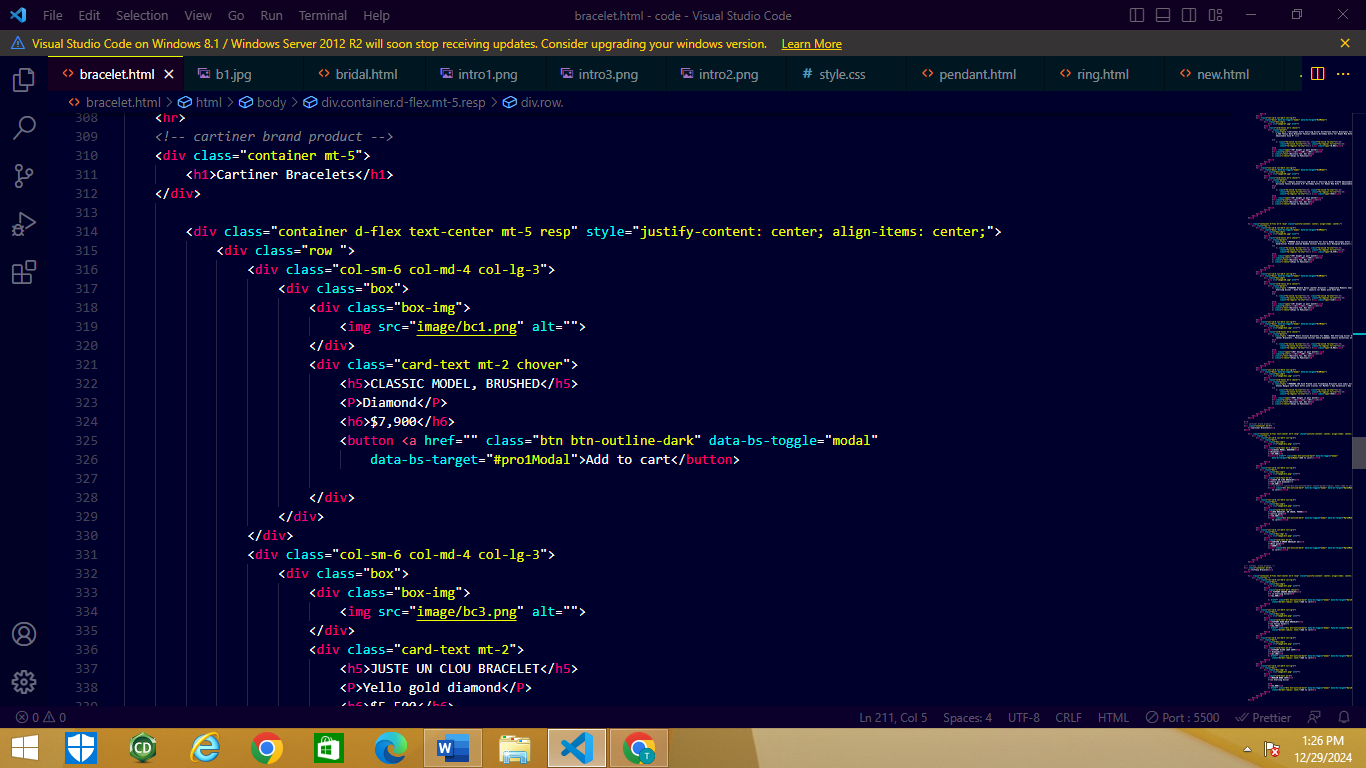 File Edit Selection View Go Run Terminal Help bracelet.html - code - Visual Studio Code
Visual Studio Code on Windows 8.1 / Windows Server 2012 R2 will soon stop receiving updates. Consider upgrading your windows version. Learn More
bracelet.html b1.jpg bridal.html intro1.png intro3.png intro2.png style.css pendant.html ring.html new.html
bracelet.html > html > body > div.container.d-flex.mt-5.resp > div.row.
308 <hr>
309 <!-- cartiner brand product -->
310 <div class="container mt-5">
311 <h1>Cartiner Bracelets</h1>
312 </div>
313
314 <div class="container d-flex text-center mt-5 resp" style="justify-content: center; align-items: center;">
315 <div class="row ">
316 <div class="col-sm-6 col-md-4 col-lg-3">
317 <div class="box">
318 <div class="box-img">
319 <img src="image/bc1.png" alt="">
320 </div>
321 <div class="card-text mt-2 chover">
322 <h5>CLASSIC MODEL, BRUSHED</h5>
323 <P>Diamond</P>
324 <h6>$7,900</h6>
325 <button <a href="" class="btn btn-outline-dark" data-bs-toggle="modal"
326 data-bs-target="#pro1Modal">Add to cart</button>
327
328 </div>
329 </div>
330 </div>
331 <div class="col-sm-6 col-md-4 col-lg-3">
332 <div class="box">
333 <div class="box-img">
334 <img src="image/bc3.png" alt="">
335 </div>
336 <div class="card-text mt-2">
337 <h5>JUSTE UN CLOU BRACELET</h5>
338 <P>Yello gold diamond</P>
339 <h6>$5,500</h6>
0 0 Ln 211, Col 5 Spaces: 4 UTF-8 CRLF HTML Port : 5500 Prettier
1:26 PM
12/29/2024